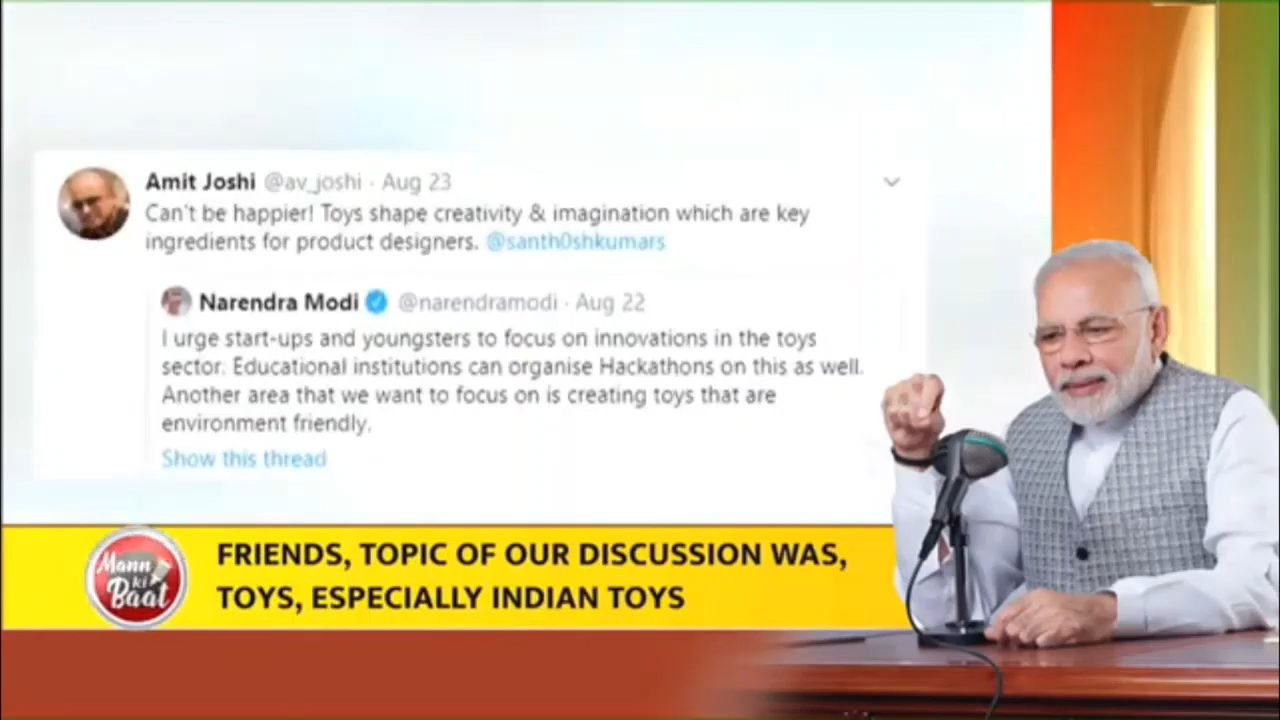 Amit Joshi @av_joshi · Aug 23
Can't be happier! Toys shape creativity & imagination which are key
ingredients for product designers. @santh0shkumars
Narendra Modi @narendramodi · Aug 22
I urge start-ups and youngsters to focus on innovations in the toys
sector. Educational institutions can organise Hackathons on this as well.
Another area that we want to focus on is creating toys that are
environment friendly.
Show this thread
Mann
ki
Baat
FRIENDS, TOPIC OF OUR DISCUSSION WAS,
TOYS, ESPECIALLY INDIAN TOYS